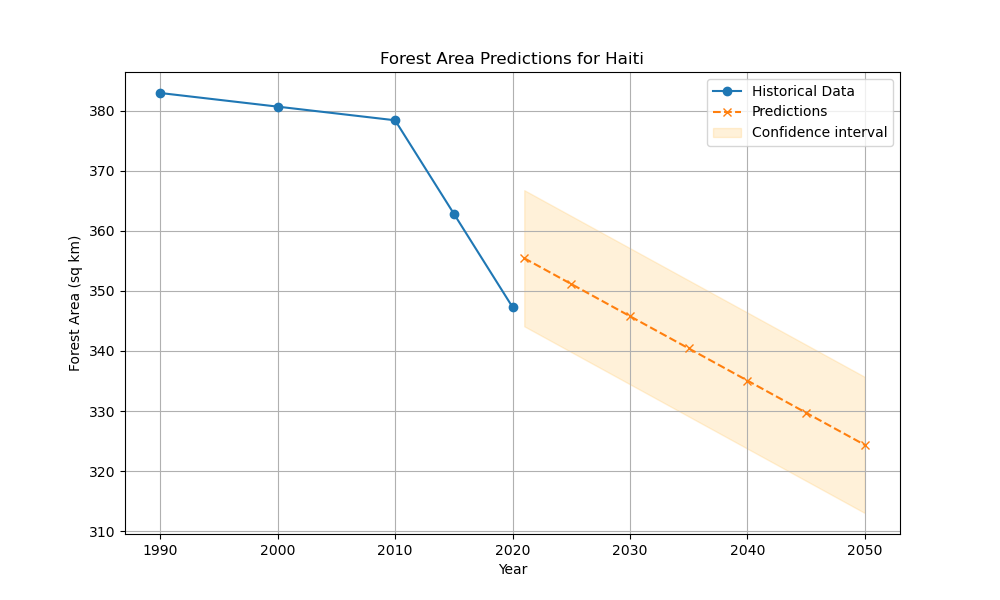 Forest Area Predictions for Haiti
Historical Data
Predictions
Confidence interval
Forest Area (sq km)
380
370
360
350
340
330
320
310
1990 2000 2010 2020 2030 2040 2050
Year